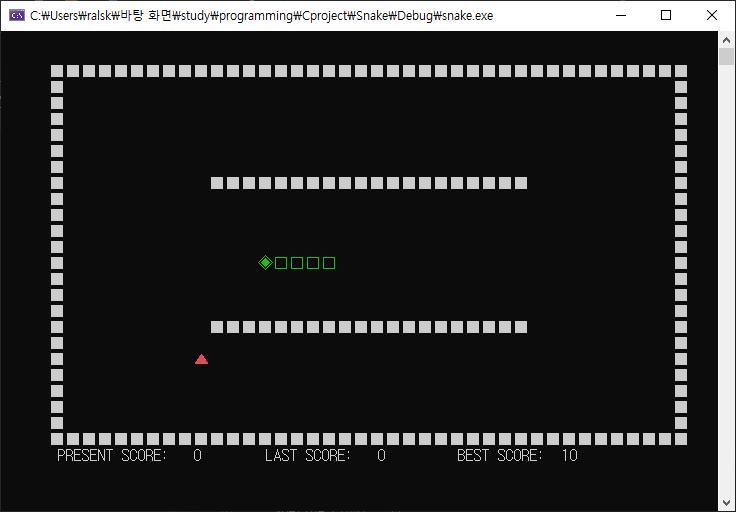 C:₩Users₩ralsk₩바탕 화면₩study₩programming₩Cproject₩Snake₩Debug₩snake.exe
PRESENT SCORE: 0 LAST SCORE: 0 BEST SCORE: 10